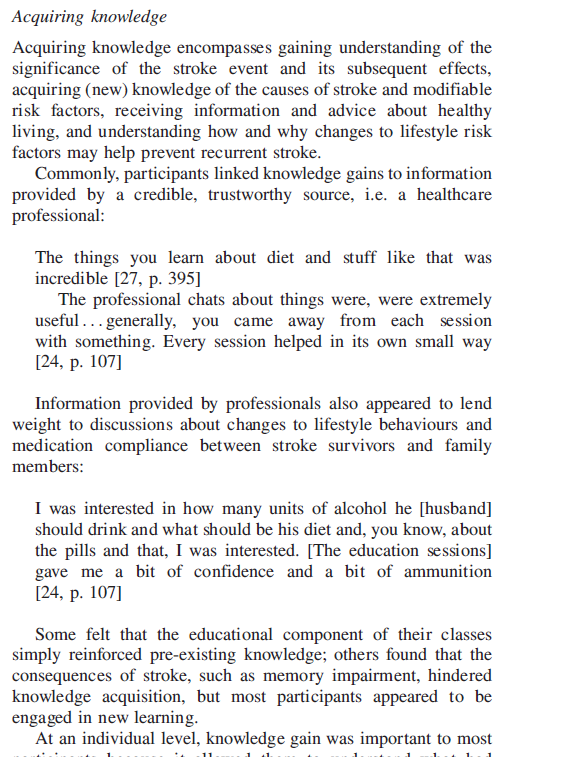 Acquiring knowledge
Acquiring knowledge encompasses gaining understanding of the
significance of the stroke event and its subsequent effects,
acquiring (new) knowledge of the causes of stroke and modifiable
risk factors, receiving information and advice about healthy
living, and understanding how and why changes to lifestyle risk
factors may help prevent recurrent stroke.
Commonly, participants linked knowledge gains to information
provided by a credible, trustworthy source, i.e. a healthcare
professional:
The things you learn about diet and stuff like that was
incredible [27, p. 395]
The professional chats about things were, were extremely
useful...generally, you came away from each session
with something. Every session helped in its own small way
[24, p. 107]
Information provided by professionals also appeared to lend
weight to discussions about changes to lifestyle behaviours and
medication compliance between stroke survivors and family
members:
I was interested in how many units of alcohol he [husband]
should drink and what should be his diet and, you know, about
the pills and that, I was interested. [The education sessions]
gave me a bit of confidence and a bit of ammunition
[24, p. 107]
Some felt that the educational component of their classes
simply reinforced pre-existing knowledge; others found that the
consequences of stroke, such as memory impairment, hindered
knowledge acquisition, but most participants appeared to be
engaged in new learning.
At an individual level, knowledge gain was important to most